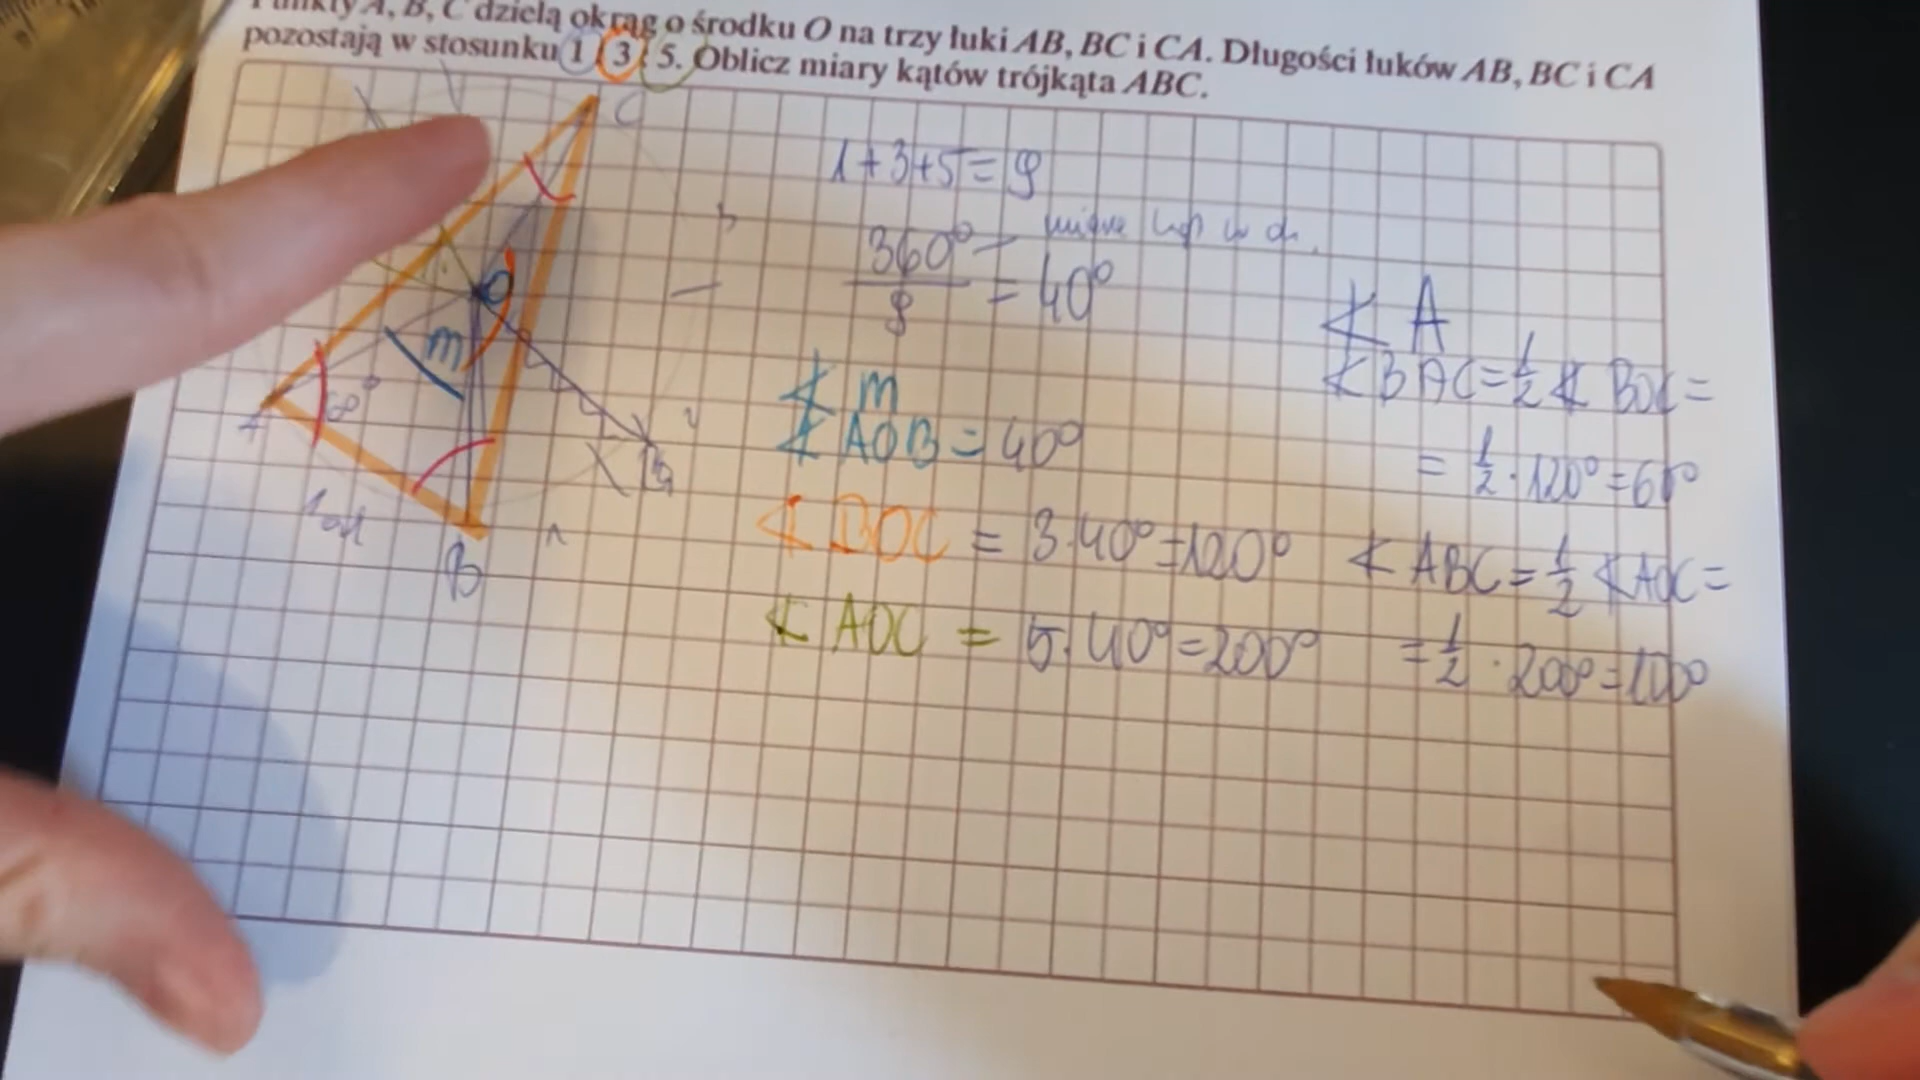 Punkty A, B, C dzielą okrąg o środku O na trzy łuki AB, BC i CA. Długości łuków AB, BC i CA
pozostają w stosunku 1 : 3 : 5. Oblicz miary kątów trójkąta ABC.
C
O
m
A
60°
B
1+3+5=9
360°
9
= 40°
∢ m
∢ AOB = 40°
∢ BOC = 3·40°=120°
∢ AOC = 5·40°=200°
∢ A
∢ BAC = 1/2 ∢ BOC =
= 1/2 · 120° = 60°
∢ ABC = 1/2 ∢ AOC =
= 1/2 · 200° = 100°